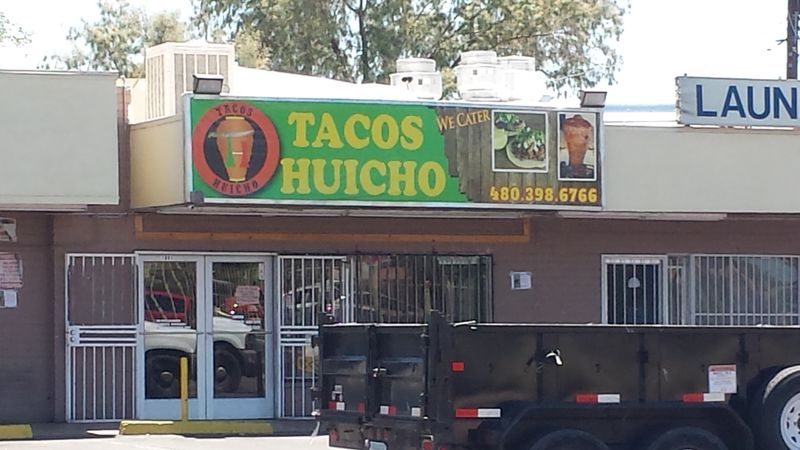 TACOS
HUICHO
TACOS
HUICHO
WE CATER
480.398.6766
LAUN